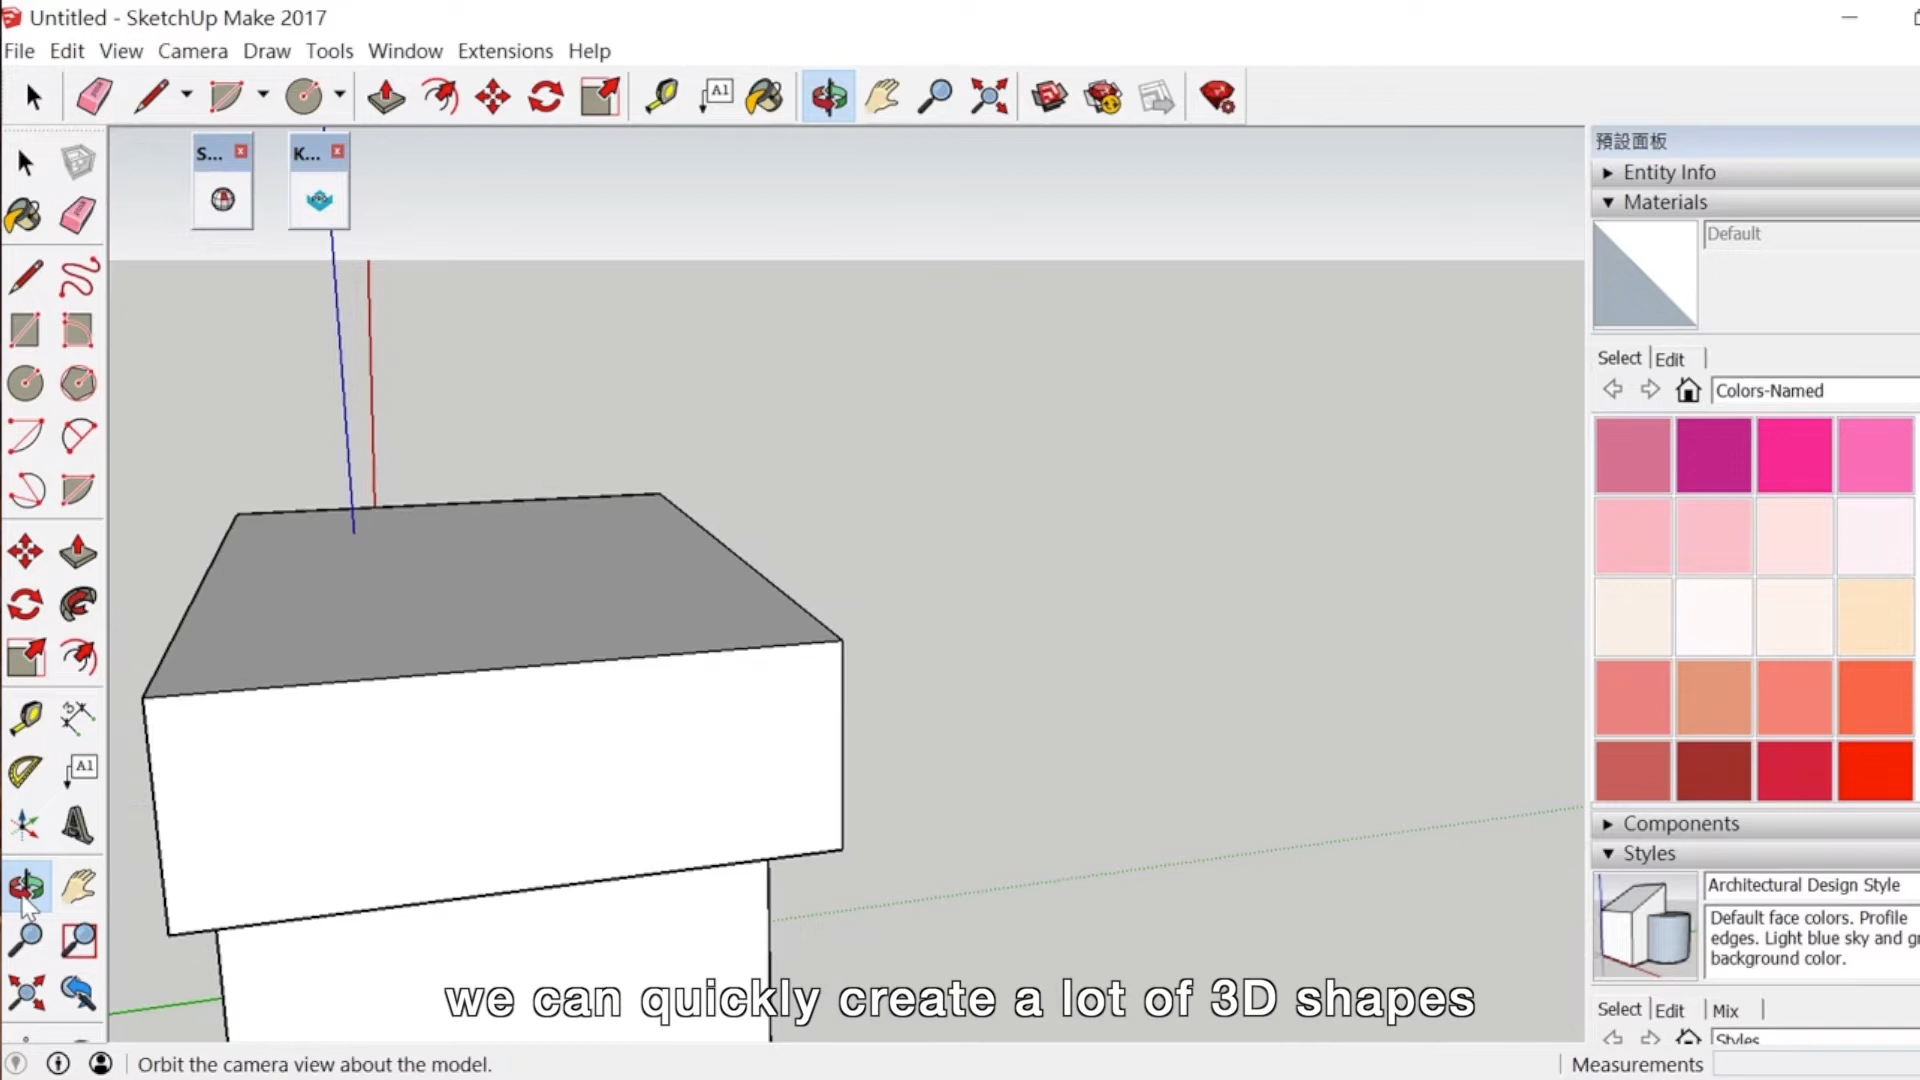 Untitled - SketchUp Make 2017
File Edit View Camera Draw Tools Window Extensions Help
A1
S...
K...
預設面板
Entity Info
Materials
Default
Select Edit
Colors-Named
A1
Components
Styles
Architectural Design Style
Default face colors. Profile
edges. Light blue sky and
background color.
Select Edit Mix
Styles
we can quickly create a lot of 3D shapes
Orbit the camera view about the model.
Measurements